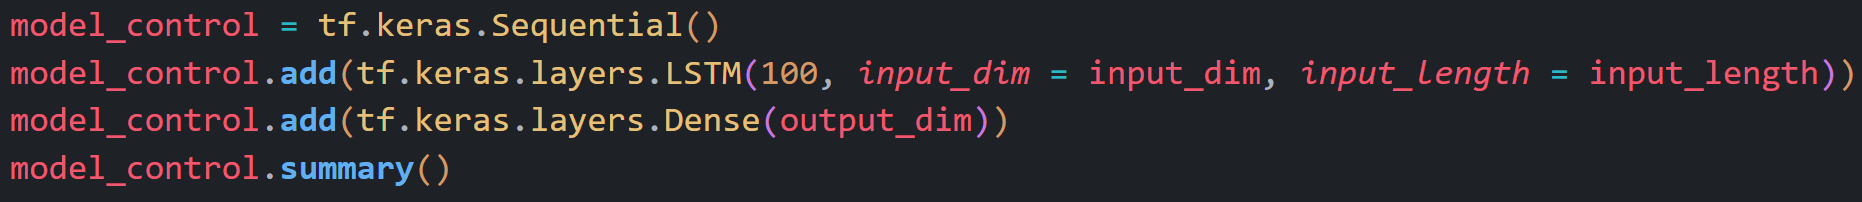 model_control = tf.keras.Sequential()
model_control.add(tf.keras.layers.LSTM(100, input_dim = input_dim, input_length = input_length))
model_control.add(tf.keras.layers.Dense(output_dim))
model_control.summary()